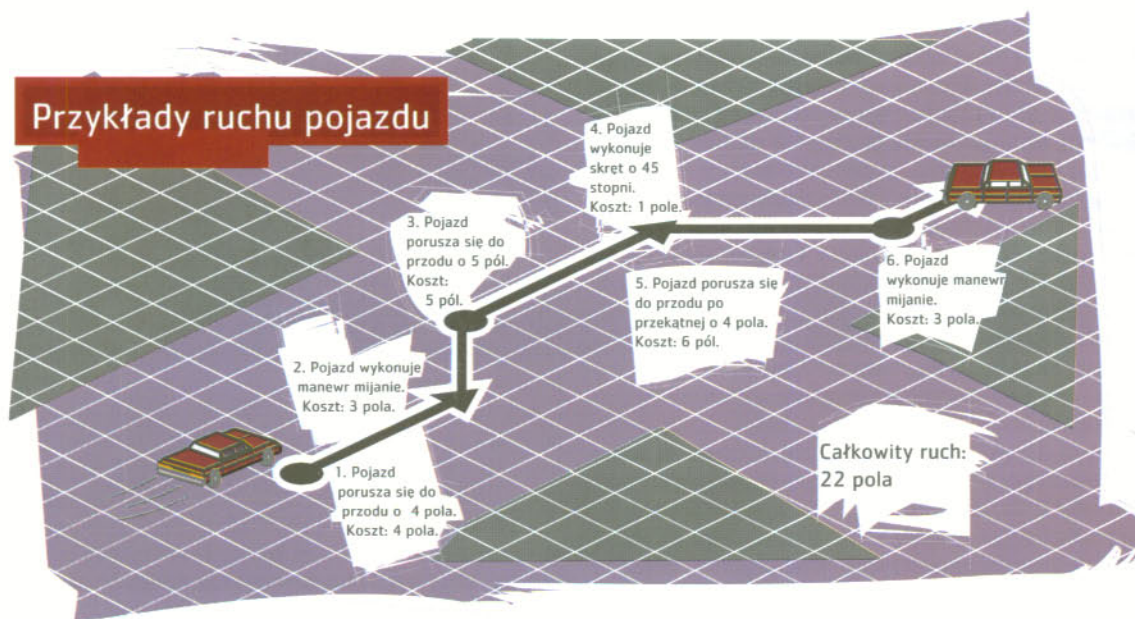 Przykłady ruchu pojazdu
4. Pojazd
wykonuje
skręt o 45
stopni.
Koszt: 1 pole.
3. Pojazd
porusza się do
przodu o 5 pól.
Koszt:
5 pól.
6. Pojazd
wykonuje manewr
mijanie.
Koszt: 3 pola.
5. Pojazd porusza się
do przodu po
przekątnej o 4 pola.
Koszt: 6 pól.
2. Pojazd wykonuje
manewr mijanie.
Koszt: 3 pola.
Całkowity ruch:
22 pola
1. Pojazd
porusza się do
przodu o 4 pola.
Koszt: 4 pola.